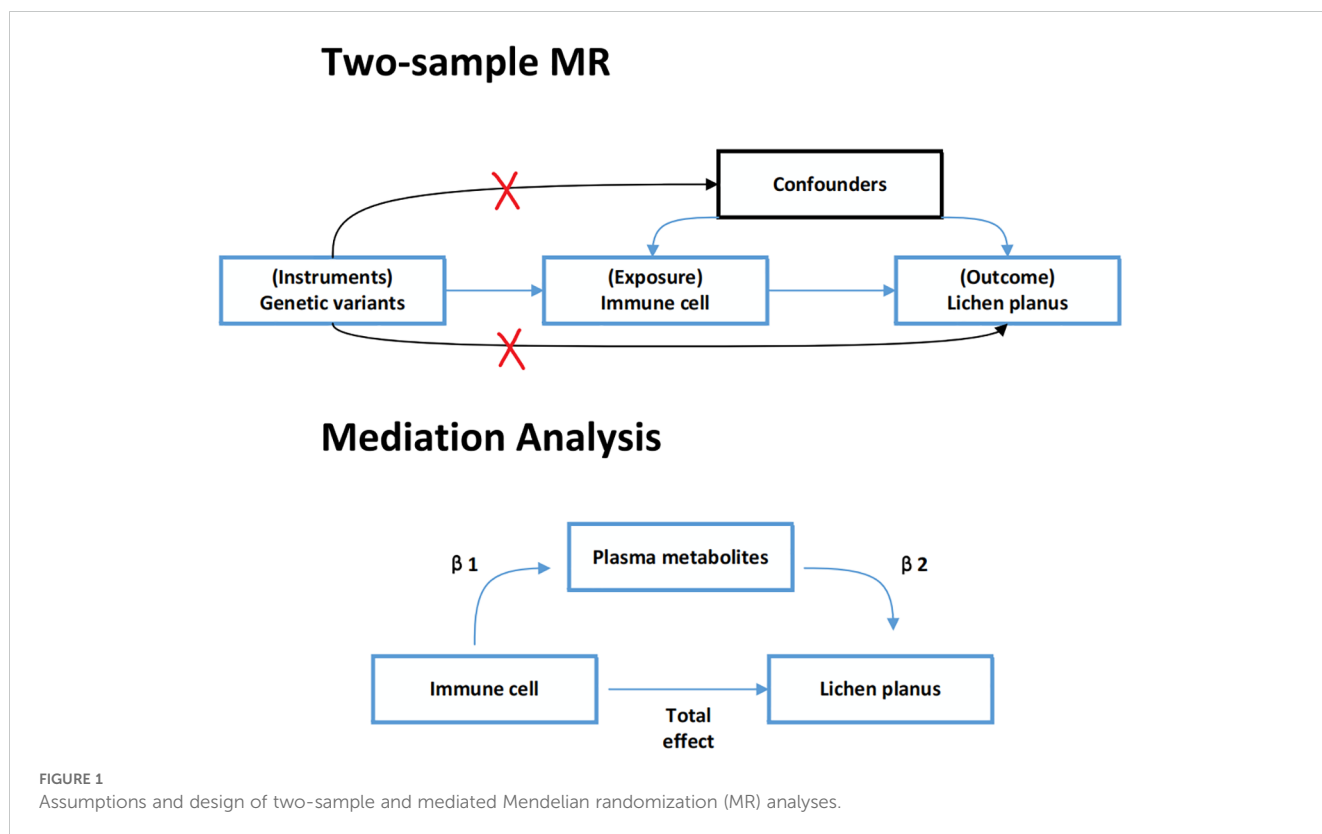 Two-sample MR
Confounders
(Instruments)
Genetic variants
(Exposure)
Immune cell
(Outcome)
Lichen planus
Mediation Analysis
Plasma metabolites
β 1
β 2
Immune cell
Lichen planus
Total
effect
FIGURE 1
Assumptions and design of two-sample and mediated Mendelian randomization (MR) analyses.